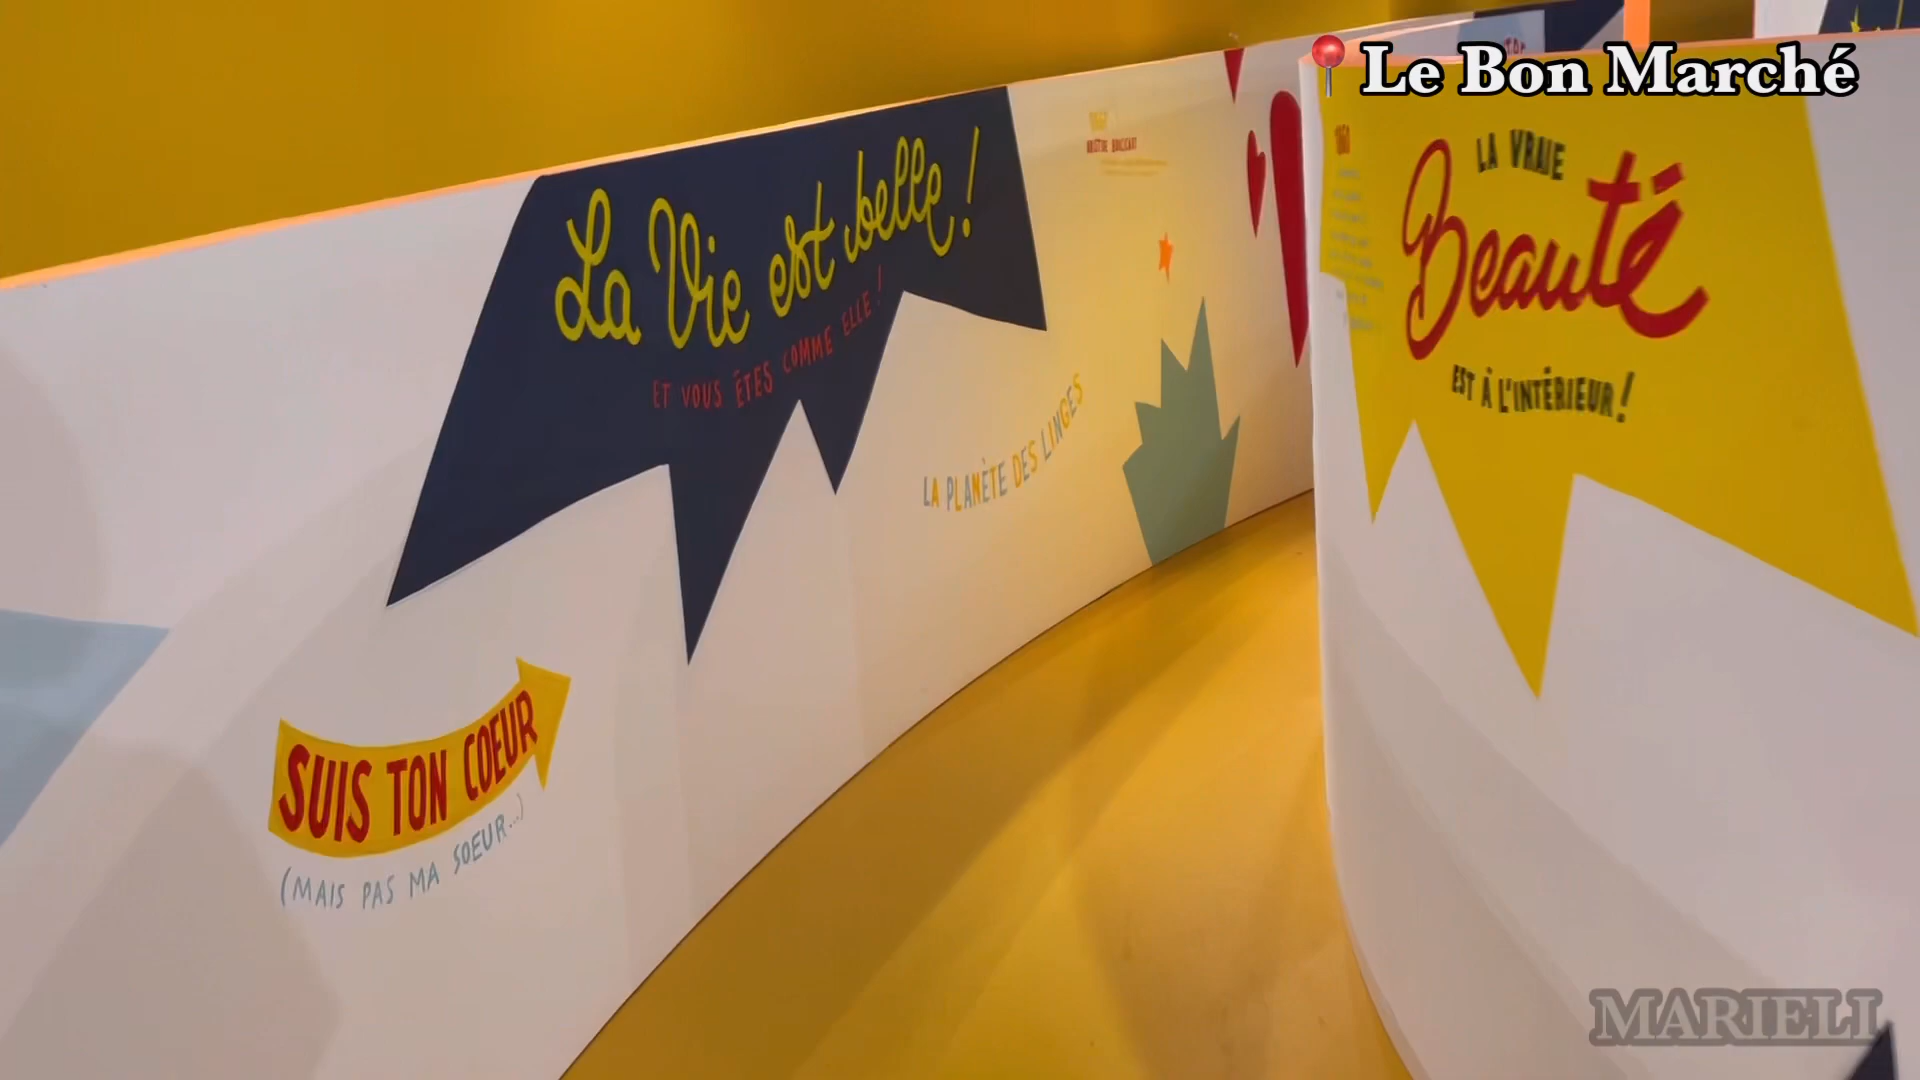 📍Le Bon Marché
La Vie est belle !
ET VOUS ÊTES COMME ELLE !
LA PLANÈTE DES LINGES
SUIS TON COEUR
(MAIS PAS MA SOEUR...)
LA VRAIE
Beauté
EST À L'INTÉRIEUR !
MARIELI